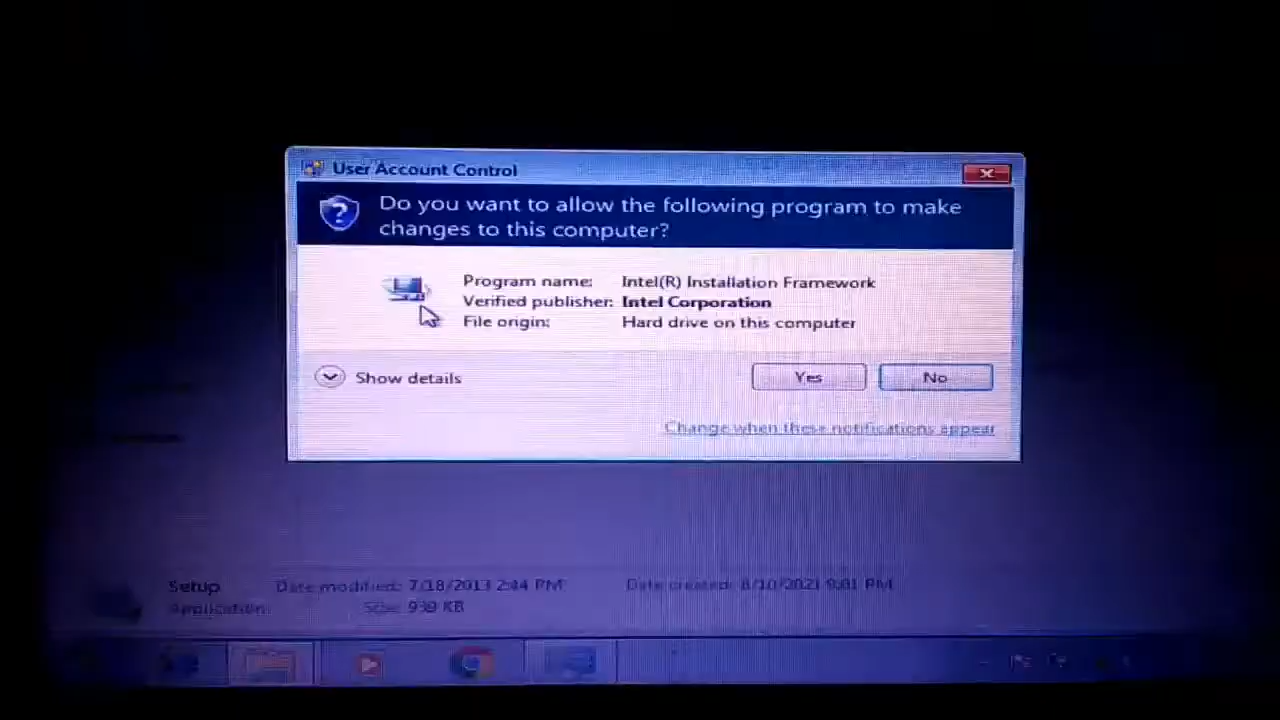 User Account Control
Do you want to allow the following program to make
changes to this computer?
Program name: Intel(R) Installation Framework
Verified publisher: Intel Corporation
File origin: Hard drive on this computer
Show details
Yes No
Change when these notifications appear
Setup Date modified: 7/18/2013 2:44 PM Date created: 8/10/2021 9:01 PM
Application Size: 939 KB